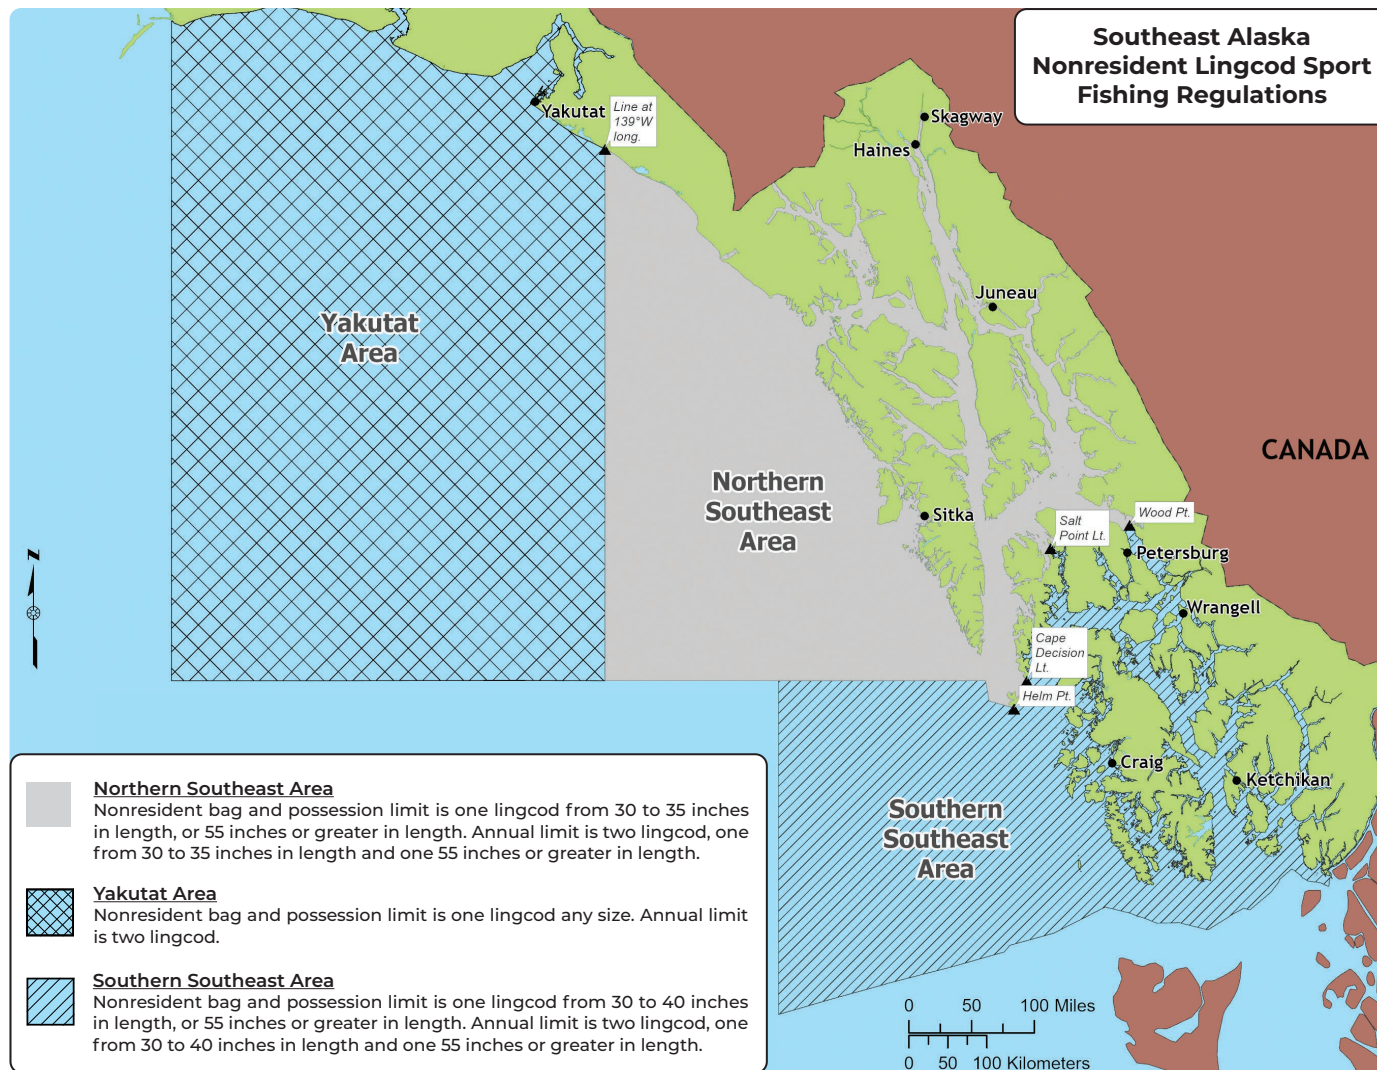 Southeast Alaska
Nonresident Lingcod Sport
Fishing Regulations
Yakutat
Line at
139°W
long.
Skagway
Haines
Juneau
Yakutat
Area
CANADA
Northern
Southeast
Area
Sitka
Salt
Point Lt.
Wood Pt.
Petersburg
Wrangell
Cape
Decision
Lt.
Helm Pt.
Craig
Ketchikan
Southern
Southeast
Area
N
Northern Southeast Area
Nonresident bag and possession limit is one lingcod from 30 to 35 inches
in length, or 55 inches or greater in length. Annual limit is two lingcod, one
from 30 to 35 inches in length and one 55 inches or greater in length.
Yakutat Area
Nonresident bag and possession limit is one lingcod any size. Annual limit
is two lingcod.
Southern Southeast Area
Nonresident bag and possession limit is one lingcod from 30 to 40 inches
in length, or 55 inches or greater in length. Annual limit is two lingcod, one
from 30 to 40 inches in length and one 55 inches or greater in length.
0 50 100 Miles
0 50 100 Kilometers